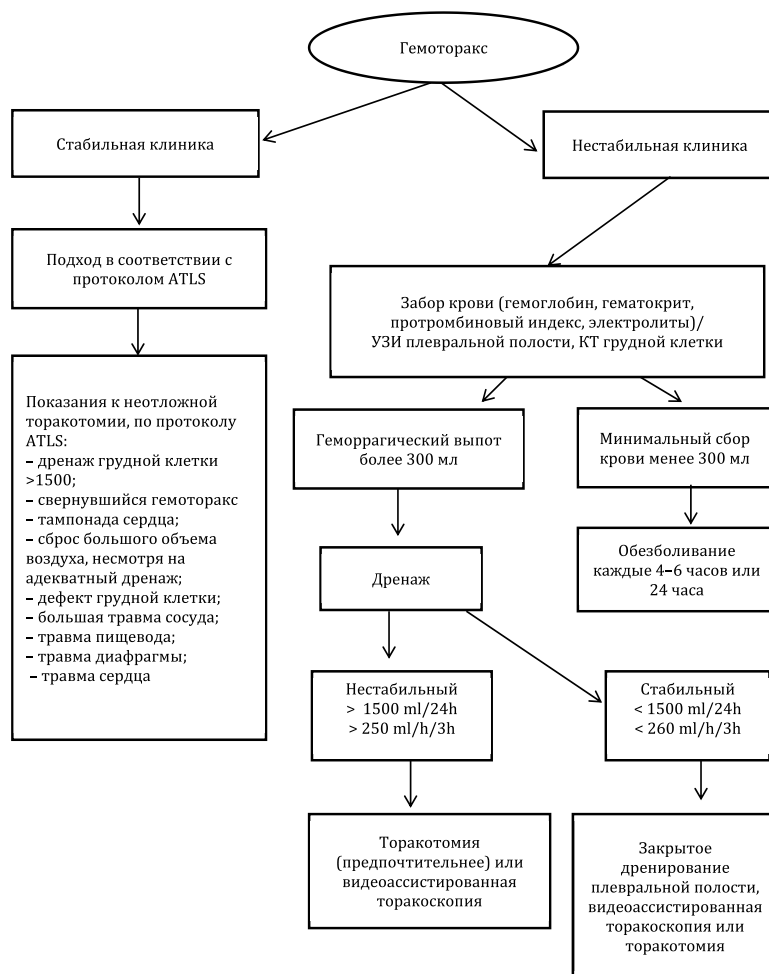 Гемоторакс
Стабильная клиника
Нестабильная клиника
Подход в соответствии с
протоколом ATLS
Забор крови (гемоглобин, гематокрит,
протромбиновый индекс, электролиты)/
УЗИ плевральной полости, КТ грудной клетки
Показания к неотложной
торакотомии, по протоколу
ATLS:
– дренаж грудной клетки
>1500;
– свернувшийся гемоторакс
– тампонада сердца;
– сброс большого объема
воздуха, несмотря на
адекватный дренаж;
– дефект грудной клетки;
– большая травма сосуда;
– травма пищевода;
– травма диафрагмы;
– травма сердца
Геморрагический выпот
более 300 мл
Минимальный сбор
крови менее 300 мл
Дренаж
Обезболивание
каждые 4–6 часов или
24 часа
Нестабильный
> 1500 ml/24h
> 250 ml/h/3h
Стабильный
< 1500 ml/24h
< 260 ml/h/3h
Торакотомия
(предпочтительнее) или
видеоассистированная
торакоскопия
Закрытое
дренирование
плевральной полости,
видеоассистированная
торакоскопия или
торакотомия